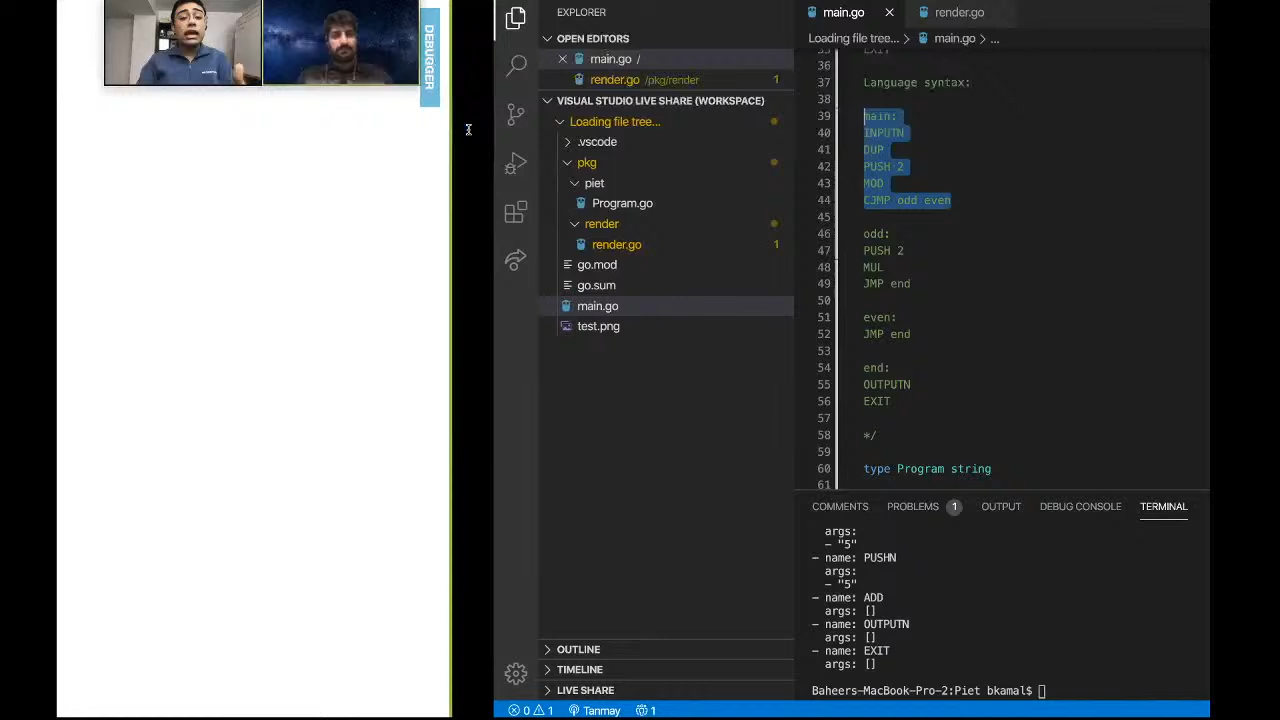 DEBUGGER
EXPLORER
OPEN EDITORS
main.go /
render.go /pkg/render 1
VISUAL STUDIO LIVE SHARE (WORKSPACE)
Loading file tree...
.vscode
pkg
piet
Program.go
render
render.go 1
go.mod
go.sum
main.go
test.png
OUTLINE
TIMELINE
LIVE SHARE
main.go
render.go
Loading file tree... > main.go > ...
35 EXIT
36
37 Language syntax:
38
39 main:
40 INPUTN
41 DUP
42 PUSH 2
43 MOD
44 CJMP odd even
45
46 odd:
47 PUSH 2
48 MUL
49 JMP end
50
51 even:
52 JMP end
53
54 end:
55 OUTPUTN
56 EXIT
57
58 */
59
60 type Program string
61
COMMENTS PROBLEMS 1 OUTPUT DEBUG CONSOLE TERMINAL
args:
- "5"
- name: PUSHN
args:
- "5"
- name: ADD
args: []
- name: OUTPUTN
args: []
- name: EXIT
args: []
Baheers-MacBook-Pro-2:Piet bkamal$
0 1 Tanmay 1